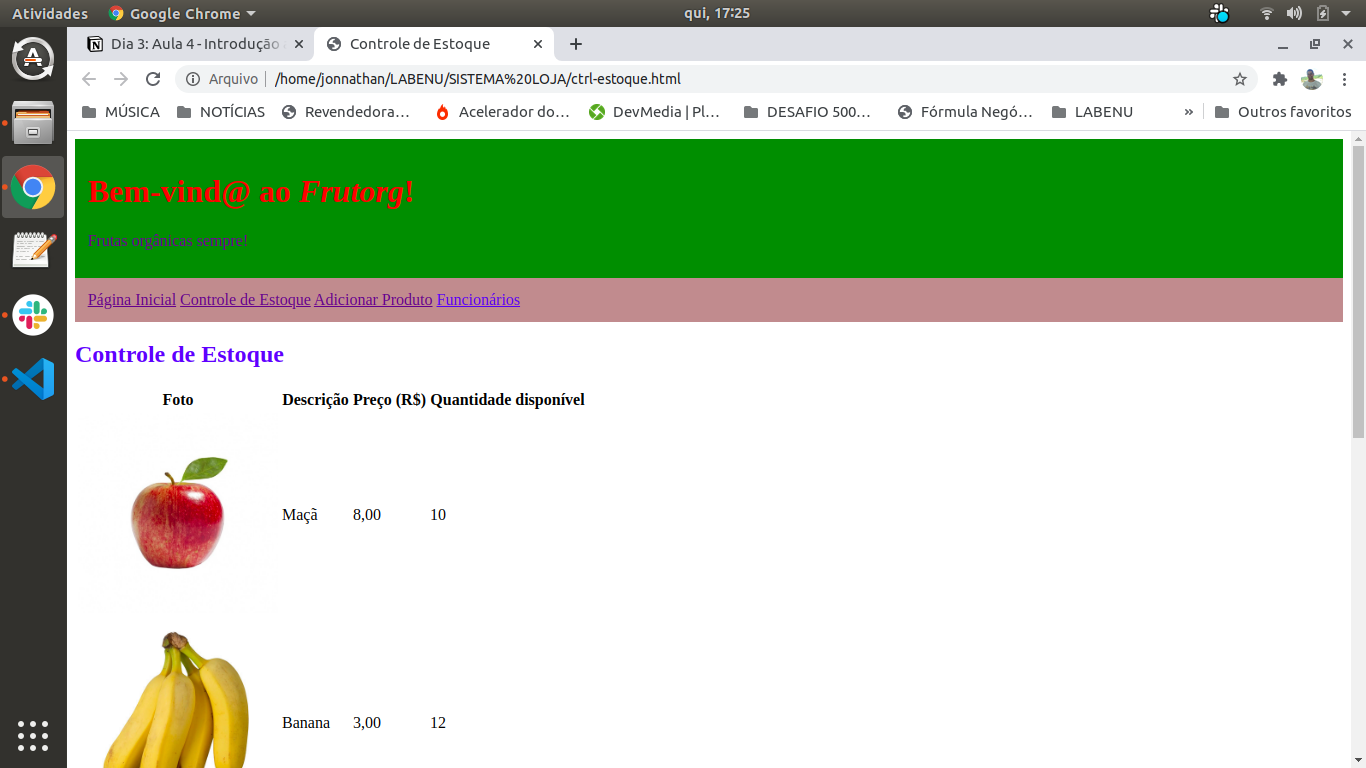 Atividades Google Chrome qui, 17:25
Dia 3: Aula 4 - Introdução Controle de Estoque
Arquivo /home/jonnathan/LABENU/SISTEMA%20LOJA/ctrl-estoque.html
MÚSICA NOTÍCIAS Revendedora… Acelerador do… DevMedia | Pl… DESAFIO 500… Fórmula Negó… LABENU » Outros favoritos
Bem-vind@ ao Frutorg!
Frutas orgânicas sempre!
Página Inicial Controle de Estoque Adicionar Produto Funcionários
Controle de Estoque
Foto Descrição Preço (R$) Quantidade disponível
Maçã 8,00 10
Banana 3,00 12